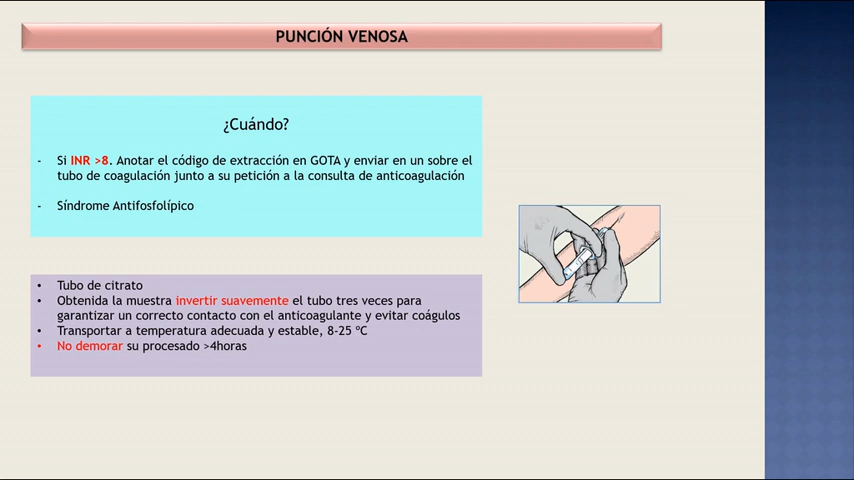 PUNCIÓN VENOSA
¿Cuándo?
- Si INR >8. Anotar el código de extracción en GOTA y enviar en un sobre el
tubo de coagulación junto a su petición a la consulta de anticoagulación
- Síndrome Antifosfolípico
• Tubo de citrato
• Obtenida la muestra invertir suavemente el tubo tres veces para
garantizar un correcto contacto con el anticoagulante y evitar coágulos
• Transportar a temperatura adecuada y estable, 8-25 ºC
• No demorar su procesado >4horas